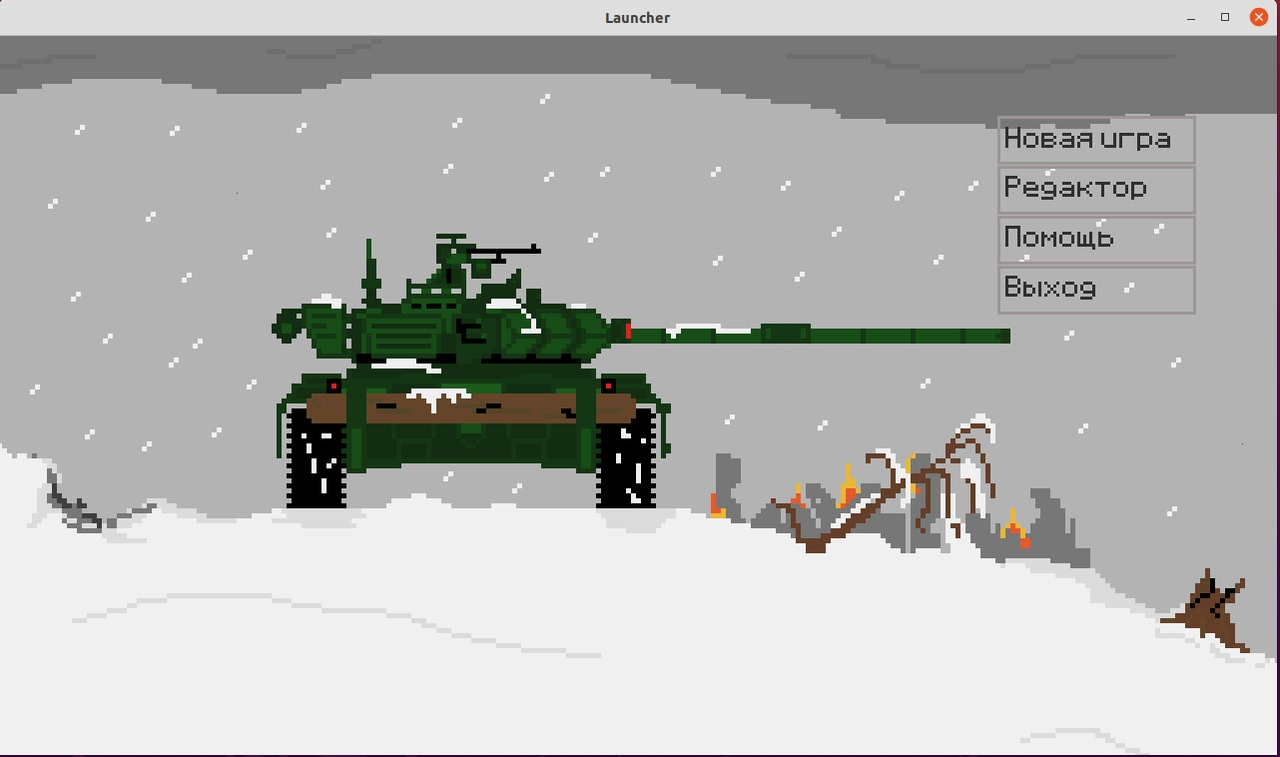 Launcher
Новая игра
Редактор
Помощь
Выход